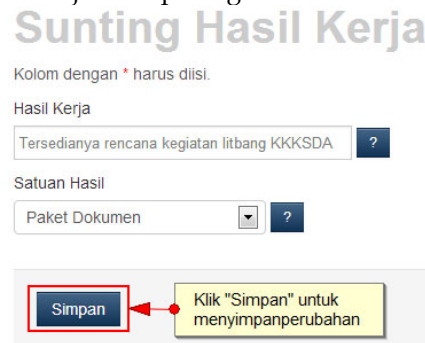 Sunting Hasil Kerja
Kolom dengan * harus diisi.
Hasil Kerja
Tersedianya rencana kegiatan litbang KKKSDA ?
Satuan Hasil
Paket Dokumen ?
Simpan
Klik "Simpan" untuk
menyimpanperubahan